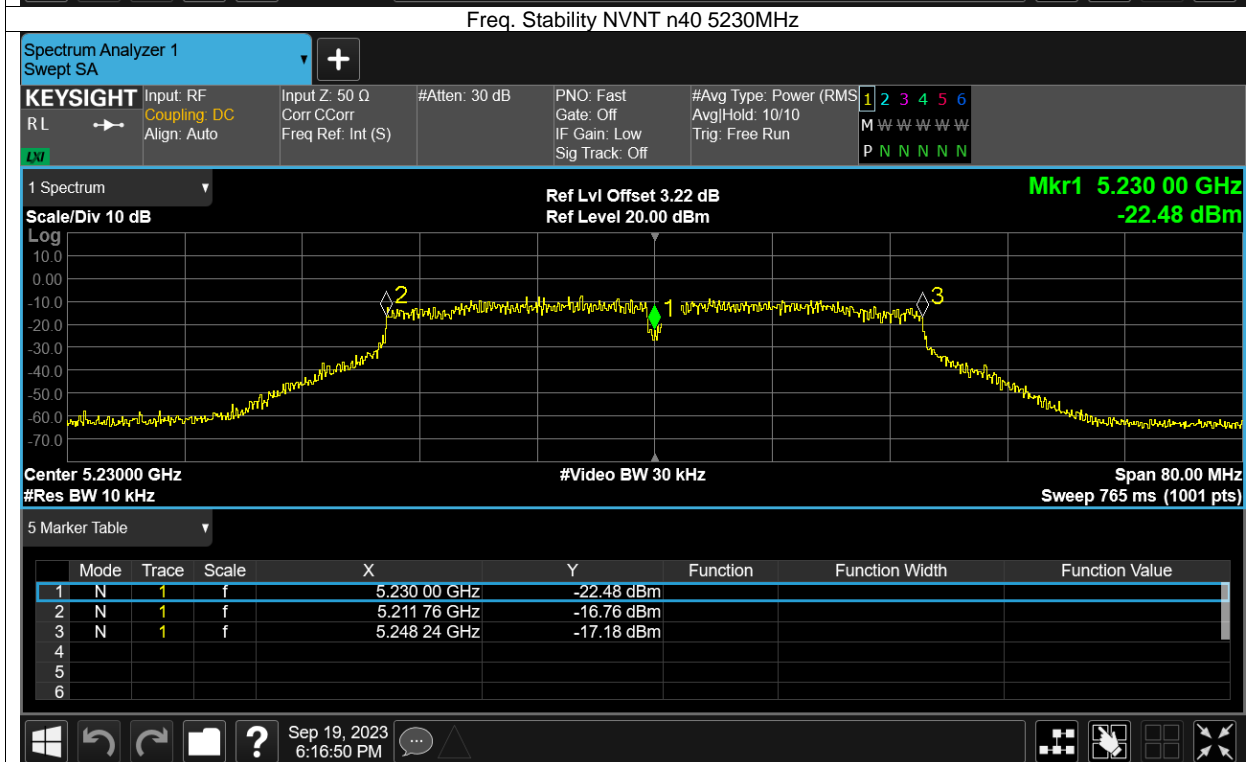 Freq. Stability NVNT n40 5230MHz
Spectrum Analyzer 1
Swept SA
+
KEYSIGHT
R L
LXI
Input: RF
Coupling: DC
Align: Auto
Input Z: 50 Ω
Corr CCorr
Freq Ref: Int (S)
#Atten: 30 dB
PNO: Fast
Gate: Off
IF Gain: Low
Sig Track: Off
#Avg Type: Power (RMS
Avg|Hold: 10/10
Trig: Free Run
1 2 3 4 5 6
M W W W W W
P N N N N N N
1 Spectrum
Scale/Div 10 dB
Ref Lvl Offset 3.22 dB
Ref Level 20.00 dBm
Mkr1 5.230 00 GHz
-22.48 dBm
Log
10.0
0.00
-10.0
-20.0
-30.0
-40.0
-50.0
-60.0
-70.0
2
1
3
Center 5.23000 GHz
#Video BW 30 kHz
Span 80.00 MHz
#Res BW 10 kHz
Sweep 765 ms (1001 pts)
5 Marker Table
Mode Trace Scale X Y Function Function Width Function Value
1 N 1 f 5.230 00 GHz -22.48 dBm
2 N 1 f 5.211 76 GHz -16.76 dBm
3 N 1 f 5.248 24 GHz -17.18 dBm
4
5
6
?
Sep 19, 2023
6:16:50 PM